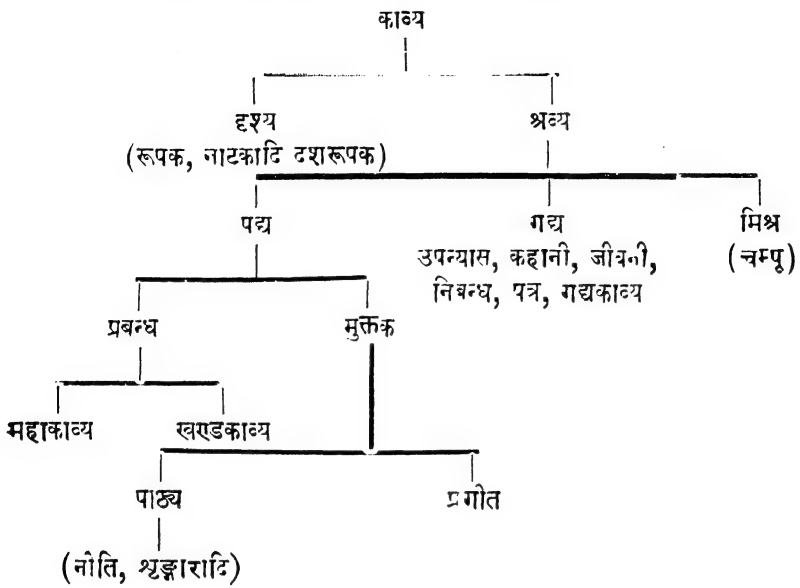 काव्य
दृश्य श्रव्य
(रूपक, नाटकादि दशरूपक)
पद्य गद्य मिश्र
उपन्यास, कहानी, जीवनी, (चम्पू)
निबन्ध, पत्र, गद्यकाव्य
प्रबन्ध मुक्तक
महाकाव्य खण्डकाव्य
पाठ्य प्रगीत
(नीति, शृङ्गारादि)